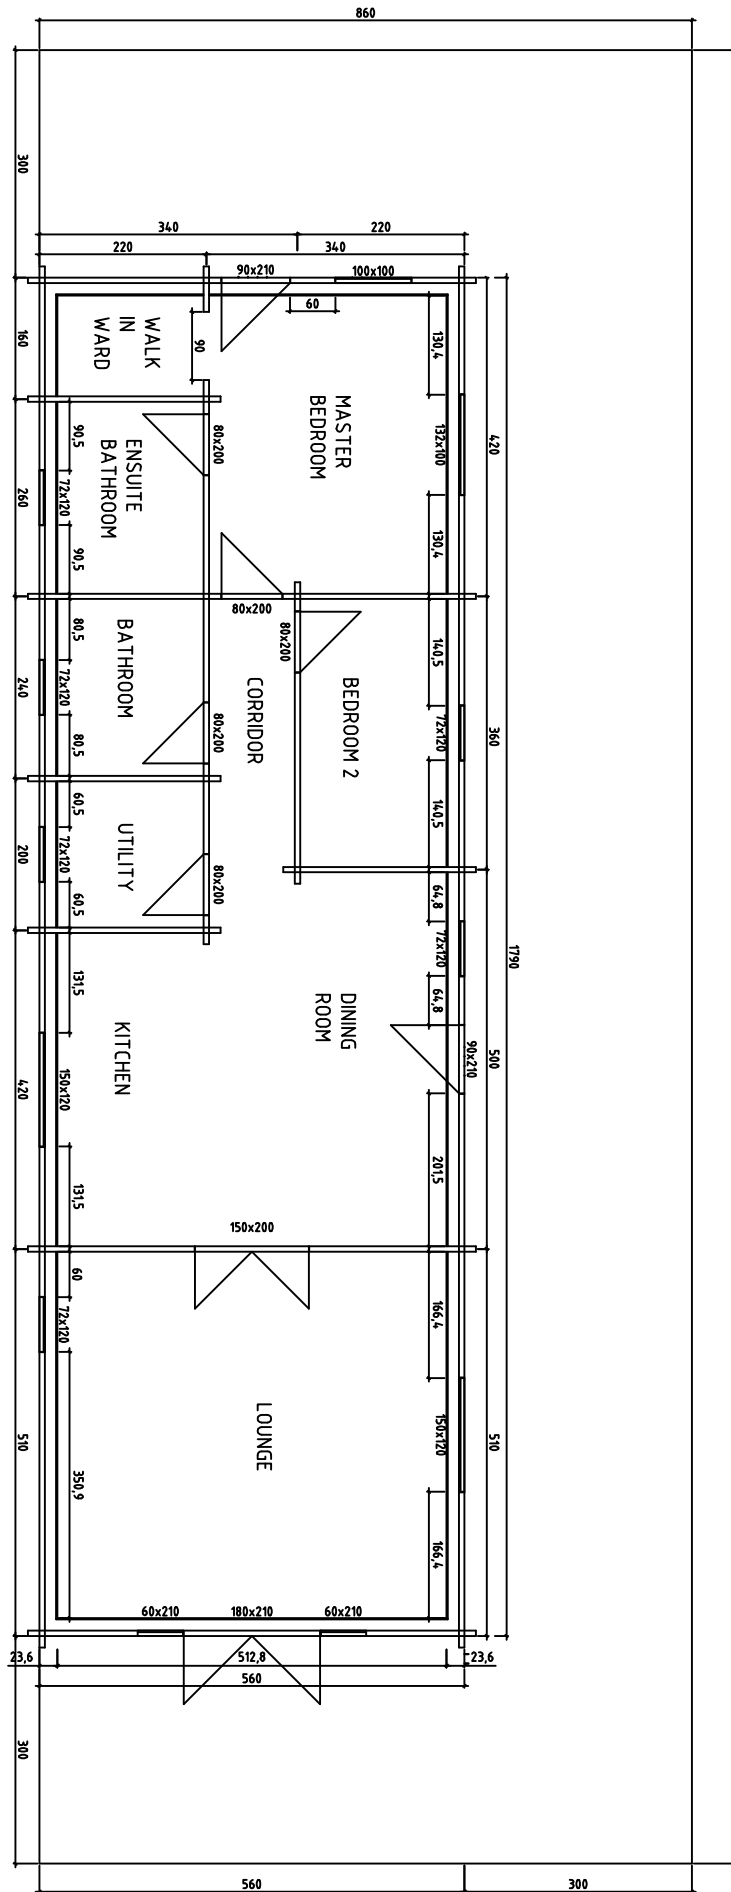 860
300
340
220
220
340
90x210
100x100
60
90
WALK
IN
WARD
MASTER
BEDROOM
130,4
132x100
130,4
420
160
80x200
ENSUITE
BATHROOM
90,5
72x120
90,5
260
80x200
80x200
BATHROOM
CORRIDOR
BEDROOM 2
80,5
72x120
80,5
240
80x200
140,5
72x120
140,5
360
UTILITY
60,5
72x120
60,5
200
80x200
64,8
72x120
64,8
1790
KITCHEN
DINING
ROOM
131,5
150x120
131,5
420
90x210
500
201,5
150x200
60
72x120
350,9
510
LOUNGE
166,4
150x120
166,4
510
60x210
180x210
60x210
23,6
512,8
23,6
560
300
560
300